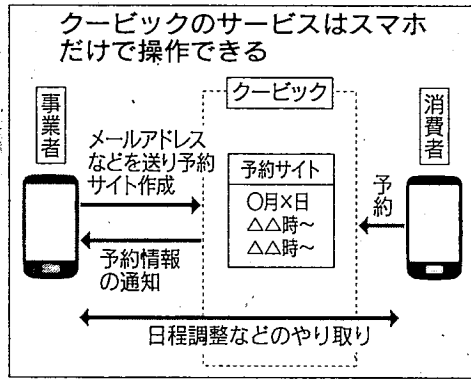 クービックのサービスはスマホ
だけで操作できる
事業者
クービック
消費者
メールアドレス
などを送り予約
サイト作成
予約サイト
〇月×日
△△時～
△△時～
予約
予約情報
の通知
日程調整などのやり取り